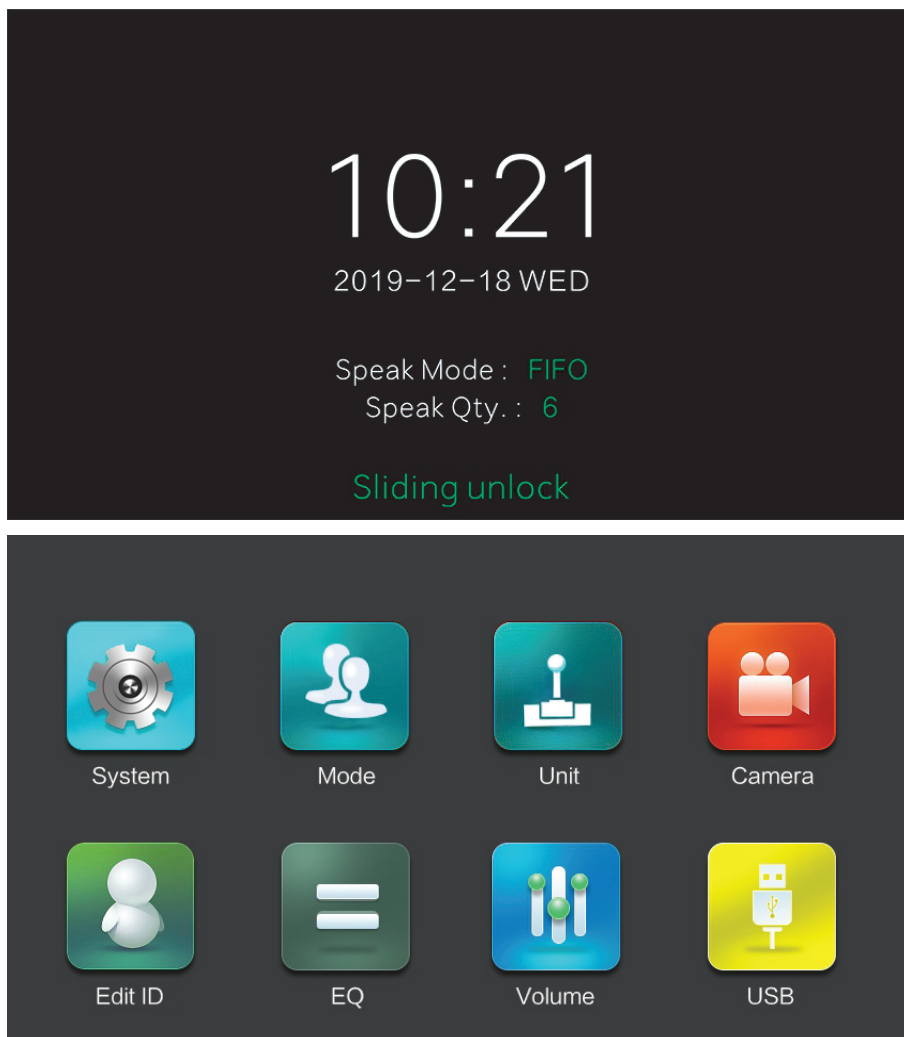 10:21
2019-12-18 WED
Speak Mode : FIFO
Speak Qty. : 6
Sliding unlock
System Mode Unit Camera
Edit ID EQ Volume USB